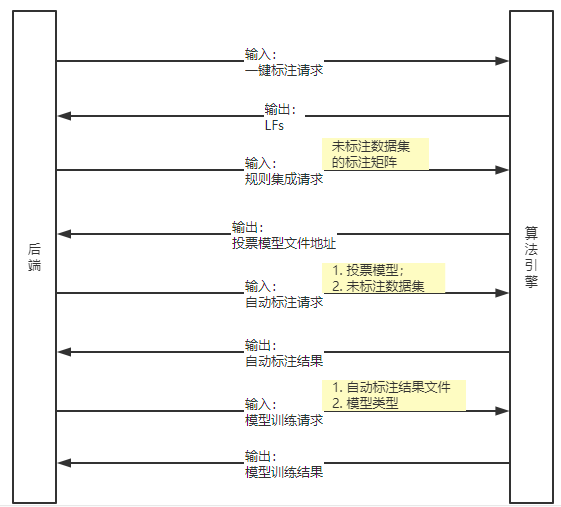 输入：
一键标注请求
输出：
LFs
未标注数据集
的标注矩阵
输入：
规则集成请求
输出：
投票模型文件地址
后
端
算
法
引
擎
1. 投票模型；
2. 未标注数据集
输入：
自动标注请求
输出：
自动标注结果
1. 自动标注结果文件
2. 模型类型
输入：
模型训练请求
输出：
模型训练结果